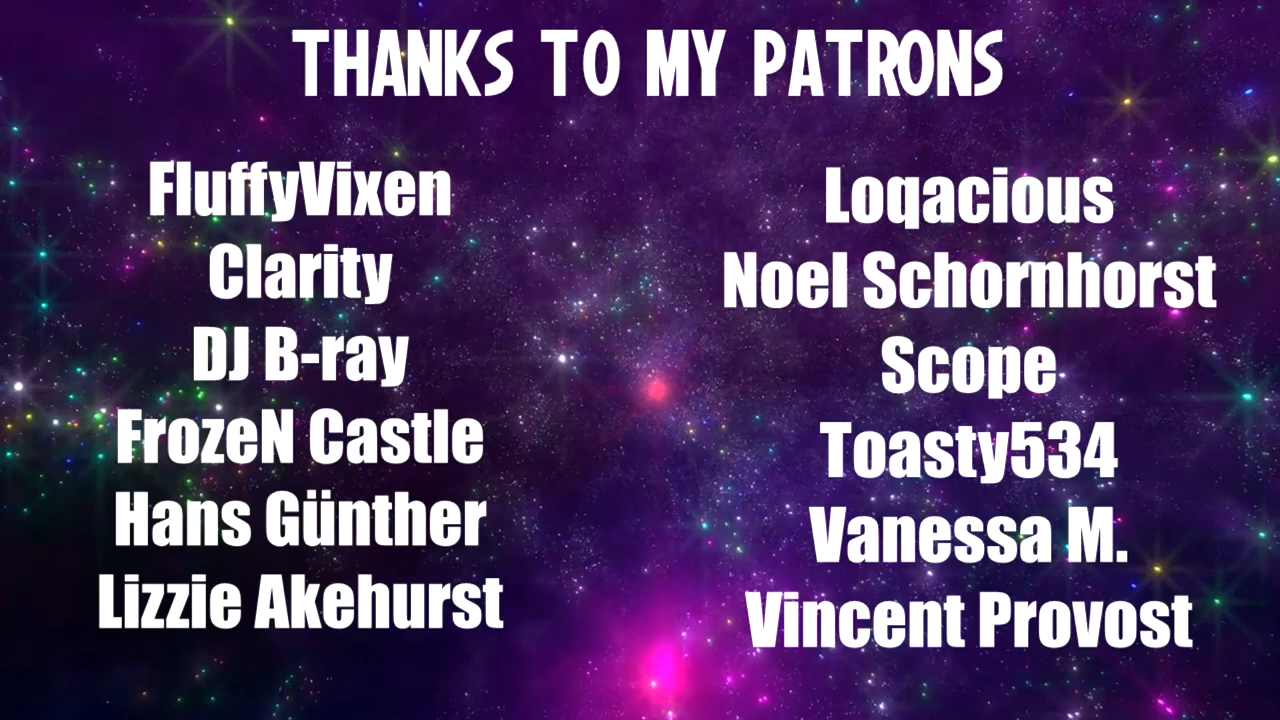 THANKS TO MY PATRONS
FluffyVixen
Clarity
DJ B-ray
FrozeN Castle
Hans Günther
Lizzie Akehurst
Loqacious
Noel Schornhorst
Scope
Toasty534
Vanessa M.
Vincent Provost